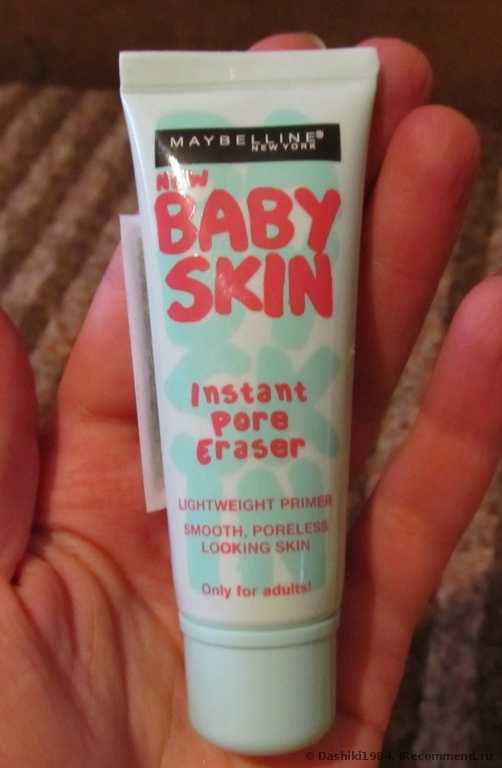 MAYBELLINE®
NEW YORK
NEW
BABY
SKIN
Instant
Pore
Eraser
LIGHTWEIGHT PRIMER
SMOOTH, PORELESS
LOOKING SKIN
Only for adults!
© Dashiki1984, iRecommend.ru